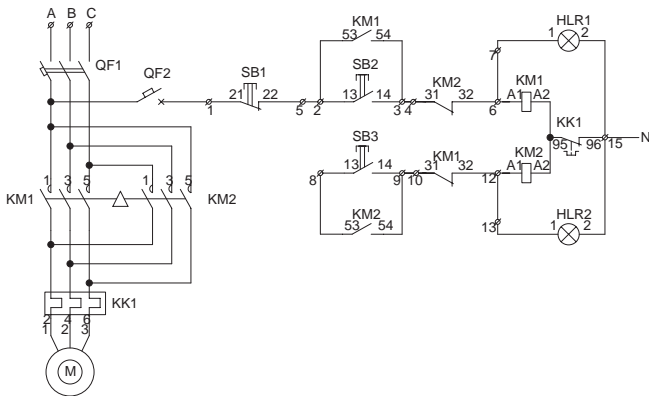 A B C
KM1
HLR1
53 54
1 2
QF1
7
QF2
SB1
SB2
KM2
KM1
21 22
13 14
31 32
A1 A2
1
5 2
3 4
6
KK1
95 96 15 N
SB3
KM1
KM2
13 14
31 32
A1 A2
8
9 10
12
1 3 5
1 3 5
KM1
KM2
KM2
53 54
13
HLR2
1 2
KK1
2 4 6
1 2 3
M